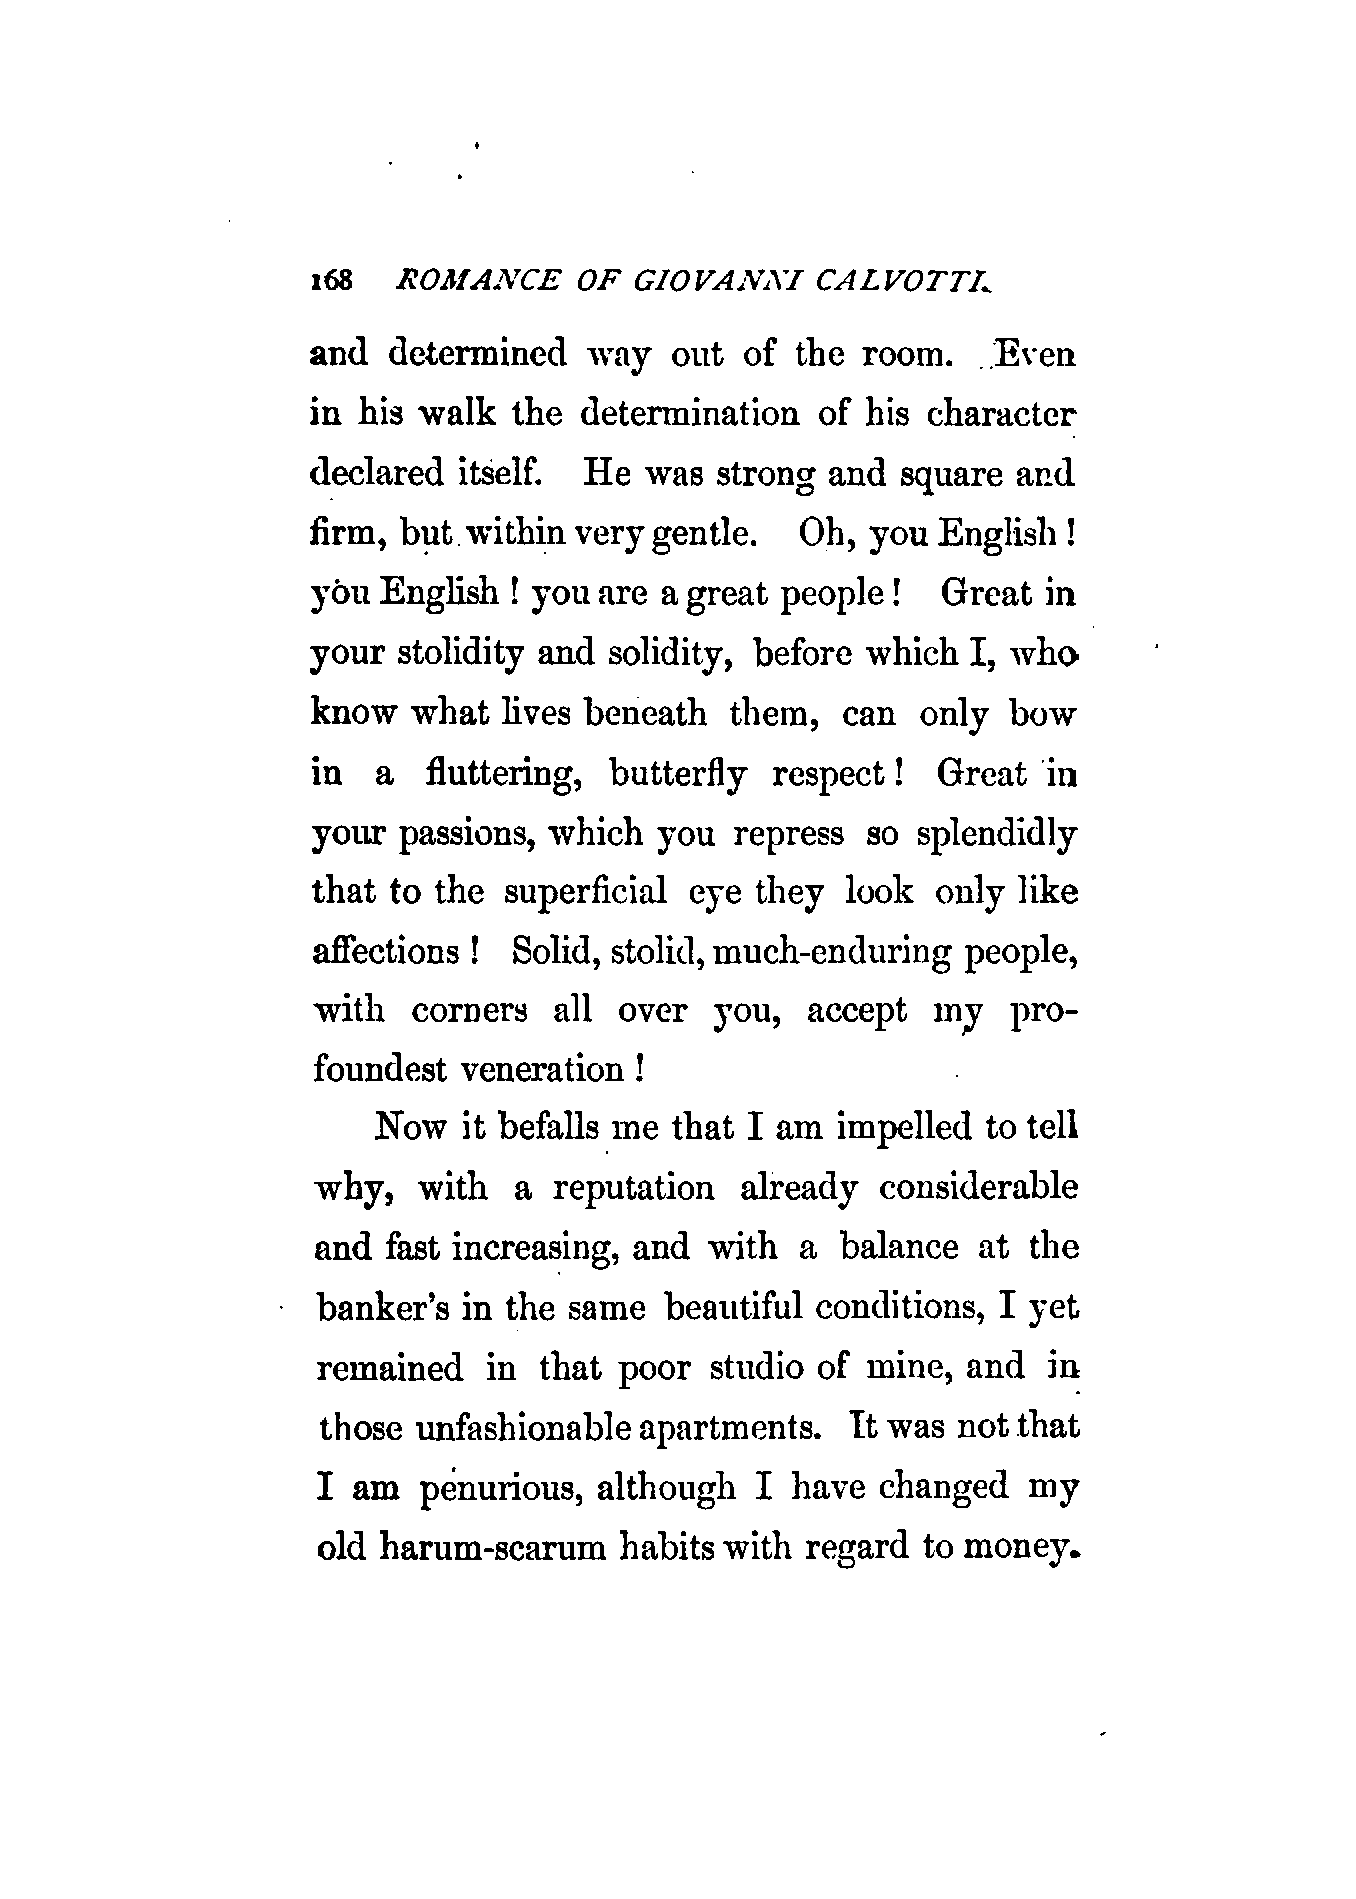 168 ROMANCE OF GIOVANNI CALVOTTI.
and determined way out of the room. Even
in his walk the determination of his character
declared itself. He was strong and square and
firm, but within very gentle. Oh, you English !
you English ! you are a great people ! Great in
your stolidity and solidity, before which I, who
know what lives beneath them, can only bow
in a fluttering, butterfly respect ! Great in
your passions, which you repress so splendidly
that to the superficial eye they look only like
affections ! Solid, stolid, much-enduring people,
with corners all over you, accept my pro-
foundest veneration !
Now it befalls me that I am impelled to tell
why, with a reputation already considerable
and fast increasing, and with a balance at the
banker's in the same beautiful conditions, I yet
remained in that poor studio of mine, and in
those unfashionable apartments. It was not that
I am penurious, although I have changed my
old harum-scarum habits with regard to money.